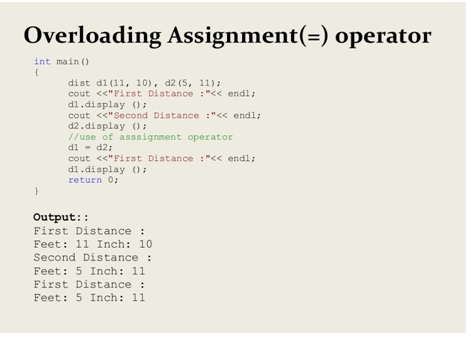 Overloading Assignment(=) operator
int main()
{
dist d1(11, 10), d2(5, 11);
cout <<"First Distance :"<< endl;
d1.display ();
cout <<"Second Distance :"<< endl;
d2.display ();
//use of asssignment operator
d1 = d2;
cout <<"First Distance :"<< endl;
d1.display ();
return 0;
}
Output::
First Distance :
Feet: 11 Inch: 10
Second Distance :
Feet: 5 Inch: 11
First Distance :
Feet: 5 Inch: 11